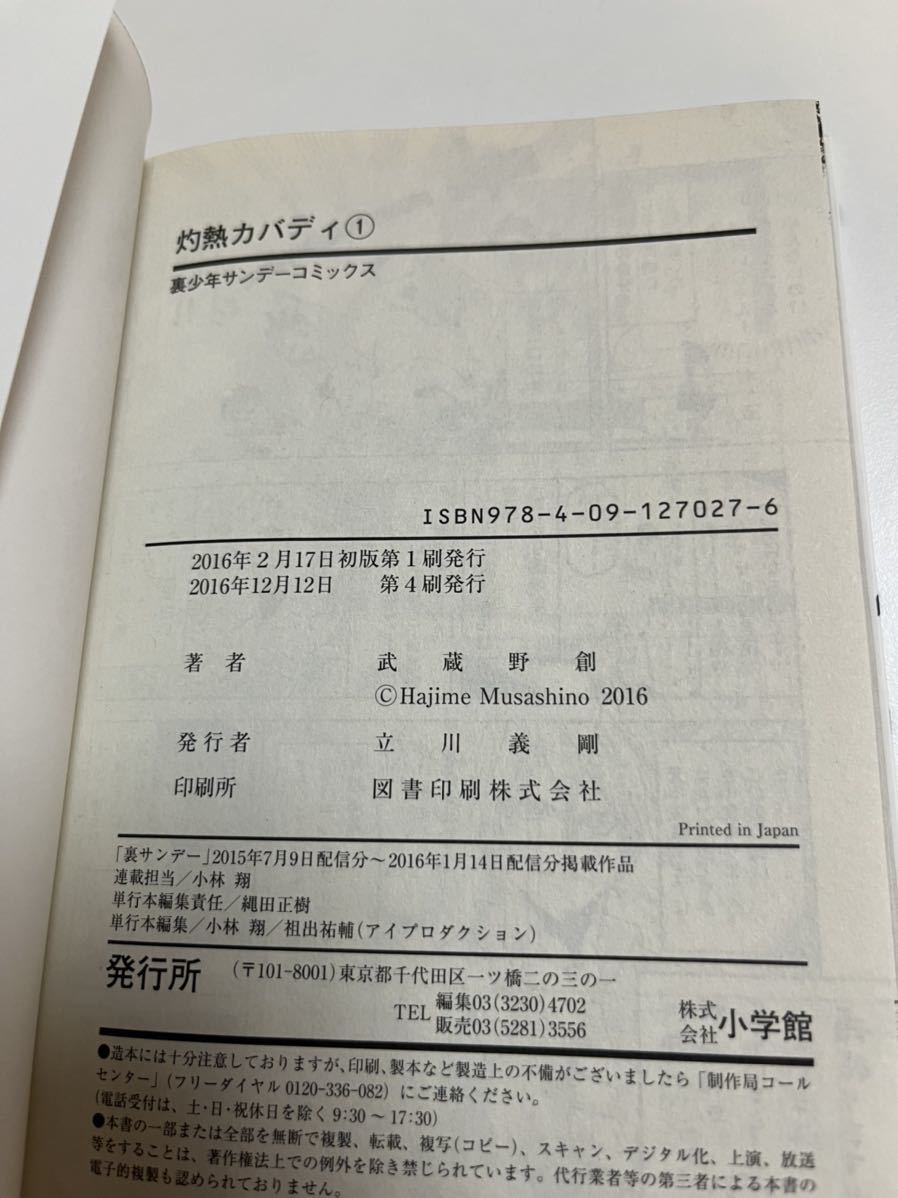 灼熱カバディ①
裏少年サンデーコミックス
ISBN978-4-09-127027-6
2016年2月17日初版第1刷発行
2016年12月12日 第4刷発行
著者 武蔵野創
©Hajime Musashino 2016
発行者 立川義剛
印刷所 図書印刷株式会社
Printed in Japan
「裏サンデー」2015年7月9日配信分～2016年1月14日配信分掲載作品
連載担当／小林 翔
単行本編集責任／縄田正樹
単行本編集／小林 翔／祖出祐輔(アイプロダクション)
発行所 (〒101-8001)東京都千代田区一ツ橋二の三の一
TEL 編集03(3230)4702
販売03(5281)3556
株式会社 小学館
●造本には十分注意しておりますが、印刷、製本など製造上の不備がございましたら「制作局コール
センター」(フリーダイヤル0120-336-082)にご連絡ください。
(電話受付は、土・日・祝休日を除く9:30～17:30)
●本書の一部または全部を無断で複製、転載、複写(コピー)、スキャン、デジタル化、上演、放送
等をすることは、著作権法上での例外を除き禁じられています。代行業者等の第三者による本書の
電子的複製も認められておりません。